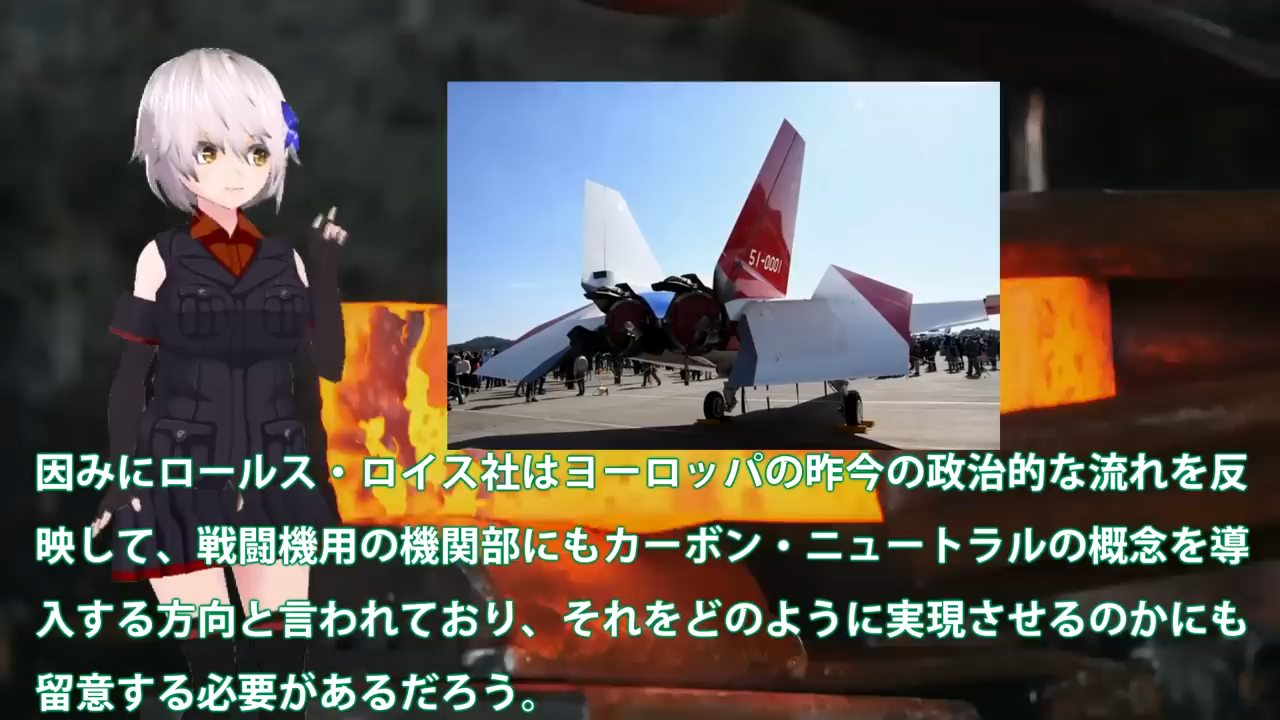 51-0001
因みにロールス・ロイス社はヨーロッパの昨今の政治的な流れを反
映して、戦闘機用の機関部にもカーボン・ニュートラルの概念を導
入する方向と言われており、それをどのように実現させるのかにも
留意する必要があるだろう。